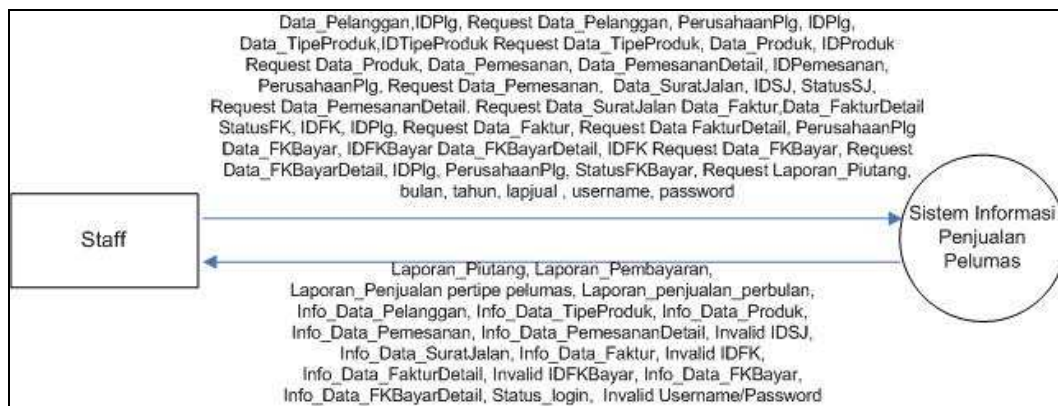 Data_Pelanggan,IDPlg, Request Data_Pelanggan, PerusahaanPlg, IDPlg,
Data_TipeProduk,IDTipeProduk Request Data_TipeProduk, Data_Produk, IDProduk
Request Data_Produk, Data_Pemesanan, Data_PemesananDetail, IDPemesanan,
PerusahaanPlg, Request Data_Pemesanan, Data_SuratJalan, IDSJ, StatusSJ,
Request Data_PemesananDetail. Request Data_SuratJalan Data_Faktur,Data_FakturDetail
StatusFK, IDFK, IDPlg, Request Data_Faktur, Request Data FakturDetail, PerusahaanPlg
Data_FKBayar, IDFKBayar Data_FKBayarDetail, IDFK Request Data_FKBayar, Request
Data_FKBayarDetail, IDPlg, PerusahaanPlg, StatusFKBayar, Request Laporan_Piutang,
bulan, tahun, lapjual , username, password
Staff
Sistem Informasi
Penjualan
Pelumas
Laporan_Piutang, Laporan_Pembayaran,
Laporan_Penjualan pertipe pelumas, Laporan_penjualan_perbulan,
Info_Data_Pelanggan, Info_Data_TipeProduk, Info_Data_Produk,
Info_Data_Pemesanan, Info_Data_PemesananDetail, Invalid IDSJ,
Info_Data_SuratJalan, Info_Data_Faktur, Invalid IDFK,
Info_Data_FakturDetail, Invalid IDFKBayar, Info_Data_FKBayar,
Info_Data_FKBayarDetail, Status_login, Invalid Username/Password